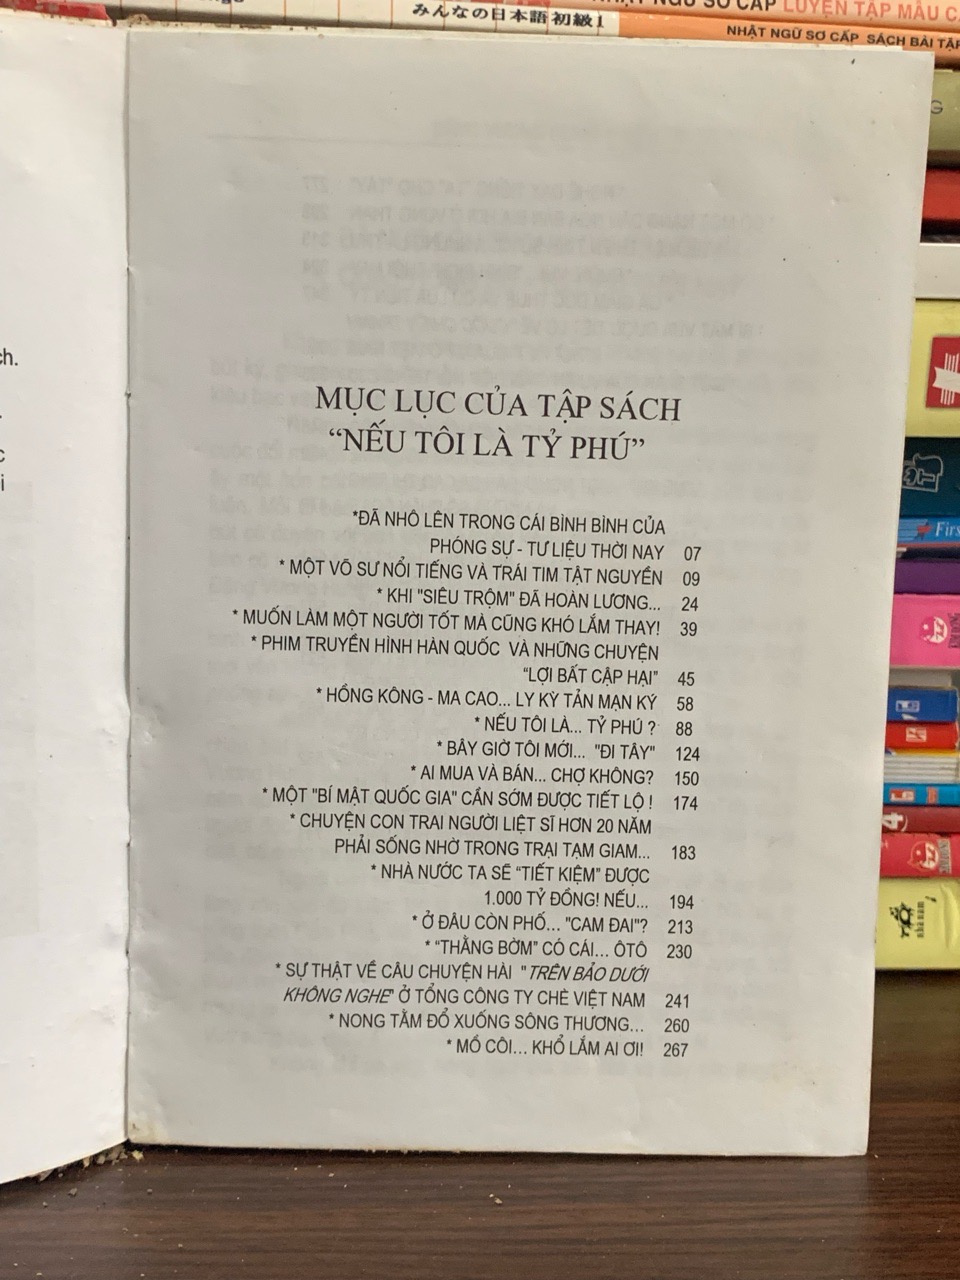 みんなの日本語初級1
NGỮ SƠ CẤP LUYỆN TẬP MẪU C
NHẬT NGỮ SƠ CẤP SÁCH BÀI TẬP
MỤC LỤC CỦA TẬP SÁCH
“NẾU TÔI LÀ TỶ PHÚ”
*ĐÃ NHÔ LÊN TRONG CÁI BÌNH BÌNH CỦA
PHÓNG SỰ - TƯ LIỆU THỜI NAY 07
* MỘT VÕ SƯ NỔI TIẾNG VÀ TRÁI TIM TẬT NGUYỀN 09
* KHI "SIÊU TRỘM" ĐÃ HOÀN LƯƠNG... 24
* MUỐN LÀM MỘT NGƯỜI TỐT MÀ CŨNG KHÓ LẮM THAY! 39
* PHIM TRUYỀN HÌNH HÀN QUỐC VÀ NHỮNG CHUYỆN
“LỢI BẤT CẬP HẠI” 45
* HỒNG KÔNG - MA CAO... LY KỲ TẢN MẠN KÝ 58
* NẾU TÔI LÀ... TỶ PHÚ ? 88
* BÂY GIỜ TÔI MỚI... "ĐI TÂY" 124
* AI MUA VÀ BÁN... CHỢ KHÔNG? 150
* MỘT "BÍ MẬT QUỐC GIA" CẦN SỚM ĐƯỢC TIẾT LỘ ! 174
* CHUYỆN CON TRAI NGƯỜI LIỆT SĨ HƠN 20 NĂM
PHẢI SỐNG NHỜ TRONG TRẠI TẠM GIAM... 183
* NHÀ NƯỚC TA SẼ “TIẾT KIỆM” ĐƯỢC
1.000 TỶ ĐỒNG! NẾU... 194
* Ở ĐÂU CÒN PHỐ... "CAM ĐAI"? 213
* “THẰNG BỜM” CÓ CÁI... ÔTÔ 230
* SỰ THẬT VỀ CÂU CHUYỆN HÀI "TRÊN BẢO DƯỚI
KHÔNG NGHE" Ở TỔNG CÔNG TY CHÈ VIỆT NAM 241
* NONG TẰM ĐỔ XUỐNG SÔNG THƯƠNG... 260
* MỒ CÔI... KHỔ LẮM AI ƠI! 267
ch.
c
i
G
Firs
4
nhã nam